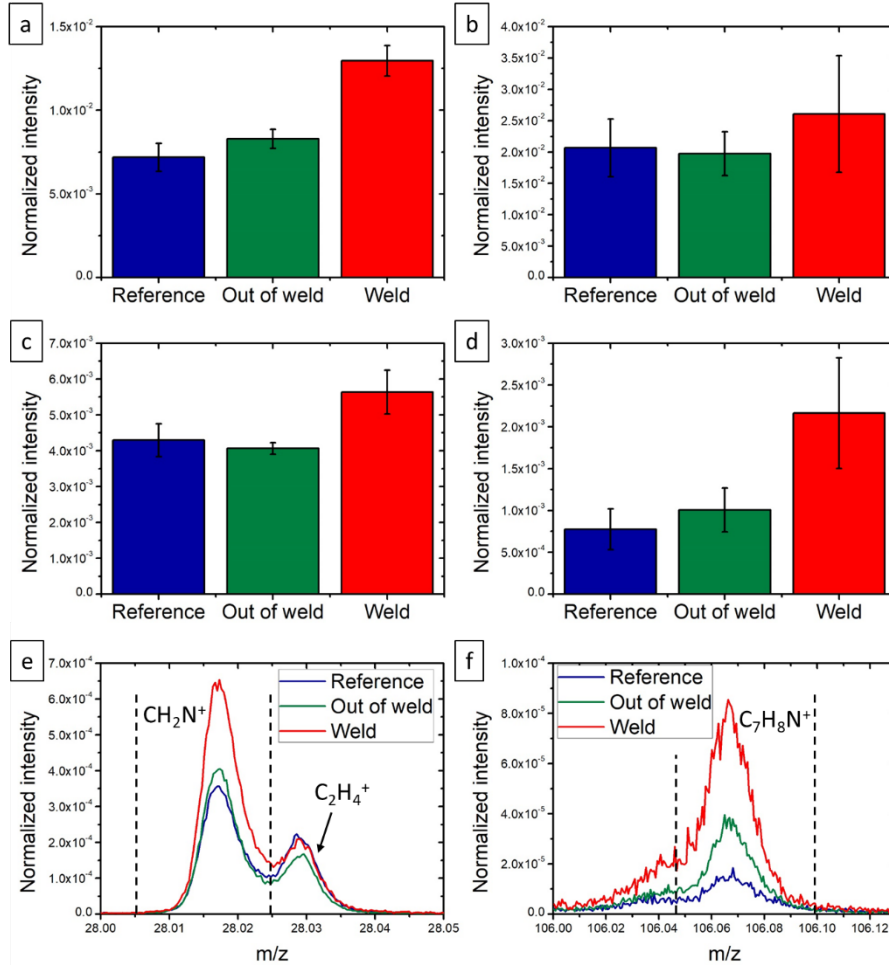 a
Normalized intensity
1.5x10⁻²
1.0x10⁻²
5.0x10⁻³
0.0
Reference Out of weld Weld
b
Normalized intensity
4.0x10⁻²
3.5x10⁻²
3.0x10⁻²
2.5x10⁻²
2.0x10⁻²
1.5x10⁻²
1.0x10⁻²
5.0x10⁻³
0.0
Reference Out of weld Weld
c
Normalized intensity
7.0x10⁻³
6.0x10⁻³
5.0x10⁻³
4.0x10⁻³
3.0x10⁻³
2.0x10⁻³
1.0x10⁻³
0.0
Reference Out of weld Weld
d
Normalized intensity
3.0x10⁻³
2.5x10⁻³
2.0x10⁻³
1.5x10⁻³
1.0x10⁻³
5.0x10⁻⁴
0.0
Reference Out of weld Weld
e
Normalized intensity
7.0x10⁻⁴
6.0x10⁻⁴
5.0x10⁻⁴
4.0x10⁻⁴
3.0x10⁻⁴
2.0x10⁻⁴
1.0x10⁻⁴
0.0
CH₂N⁺
Reference
Out of weld
Weld
C₂H₄⁺
28.00 28.01 28.02 28.03 28.04 28.05
m/z
f
Normalized intensity
1.0x10⁻⁴
8.0x10⁻⁵
6.0x10⁻⁵
4.0x10⁻⁵
2.0x10⁻⁵
0.0
Reference
Out of weld
Weld
C₇H₈N⁺
106.00 106.02 106.04 106.06 106.08 106.10 106.12
m/z